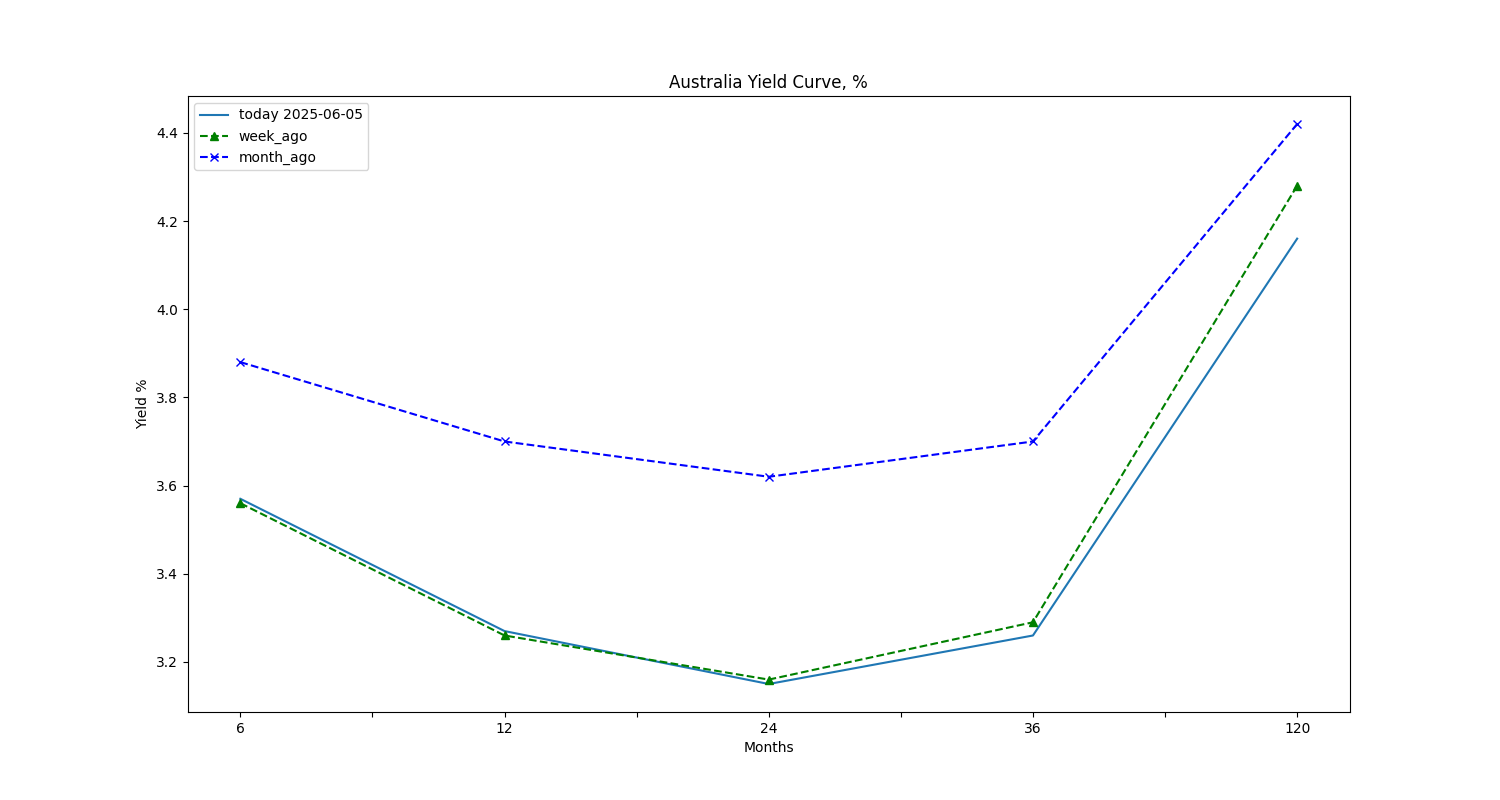 Australia Yield Curve, %
today 2025-06-05
week_ago
month_ago
4.4
4.2
4.0
3.8
3.6
3.4
3.2
Yield %
6 12 24 36 120
Months